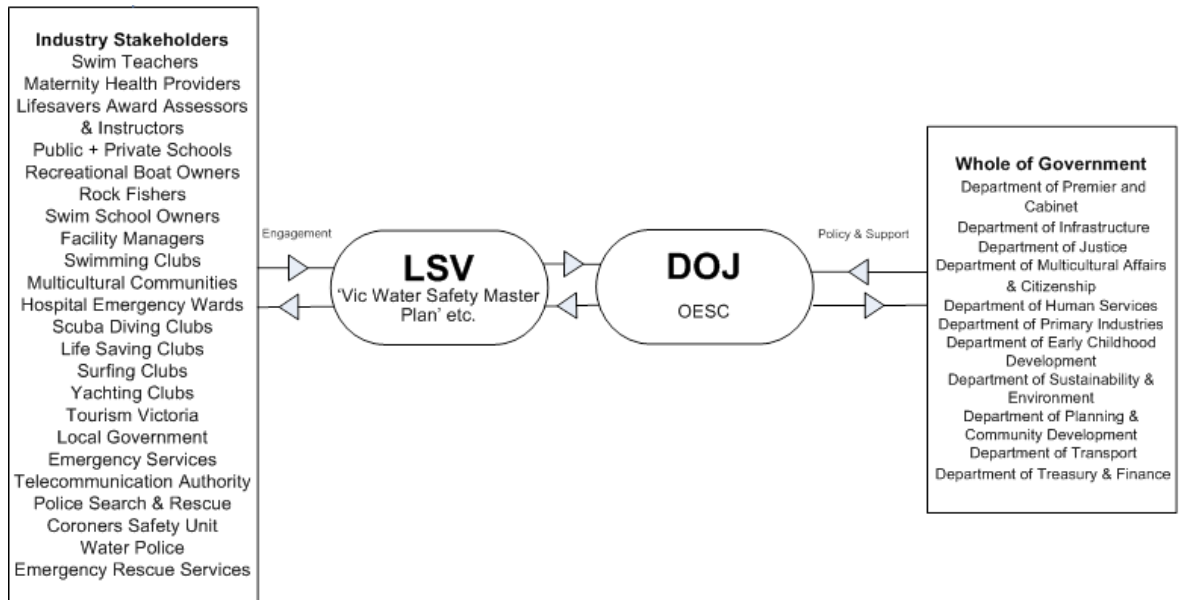 Industry Stakeholders
Swim Teachers
Maternity Health Providers
Lifesavers Award Assessors
& Instructors
Public + Private Schools
Recreational Boat Owners
Rock Fishers
Swim School Owners
Facility Managers
Swimming Clubs
Multicultural Communities
Hospital Emergency Wards
Scuba Diving Clubs
Life Saving Clubs
Surfing Clubs
Yachting Clubs
Tourism Victoria
Local Government
Emergency Services
Telecommunication Authority
Police Search & Rescue
Coroners Safety Unit
Water Police
Emergency Rescue Services
Engagement
LSV
'Vic Water Safety Master
Plan' etc.
DOJ
OESC
Policy & Support
Whole of Government
Department of Premier and
Cabinet
Department of Infrastructure
Department of Justice
Department of Multicultural Affairs
& Citizenship
Department of Human Services
Department of Primary Industries
Department of Early Childhood
Development
Department of Sustainability &
Environment
Department of Planning &
Community Development
Department of Transport
Department of Treasury & Finance